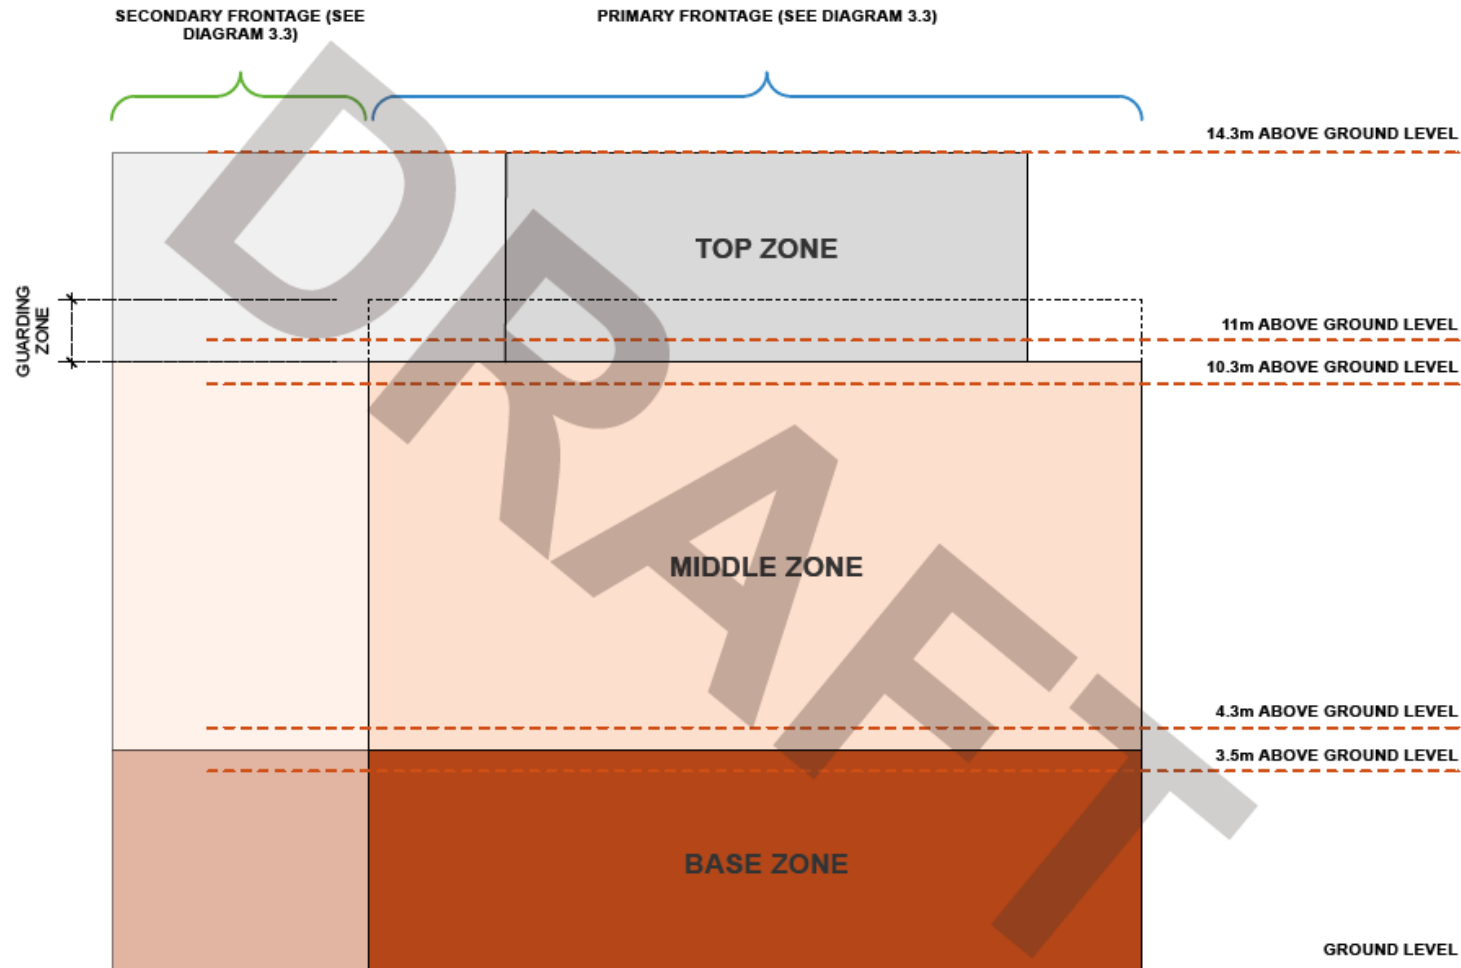 SECONDARY FRONTAGE (SEE
DIAGRAM 3.3)
PRIMARY FRONTAGE (SEE DIAGRAM 3.3)
14.3m ABOVE GROUND LEVEL
TOP ZONE
GUARDING
ZONE
11m ABOVE GROUND LEVEL
10.3m ABOVE GROUND LEVEL
MIDDLE ZONE
4.3m ABOVE GROUND LEVEL
3.5m ABOVE GROUND LEVEL
BASE ZONE
GROUND LEVEL
DRAFT